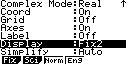 Complex Mode:Real ↑
Coord :On
Grid :Off
Axes :On
Label :Off
Display :Fix2
Simplify :Auto
Fix Sci Norm Eng